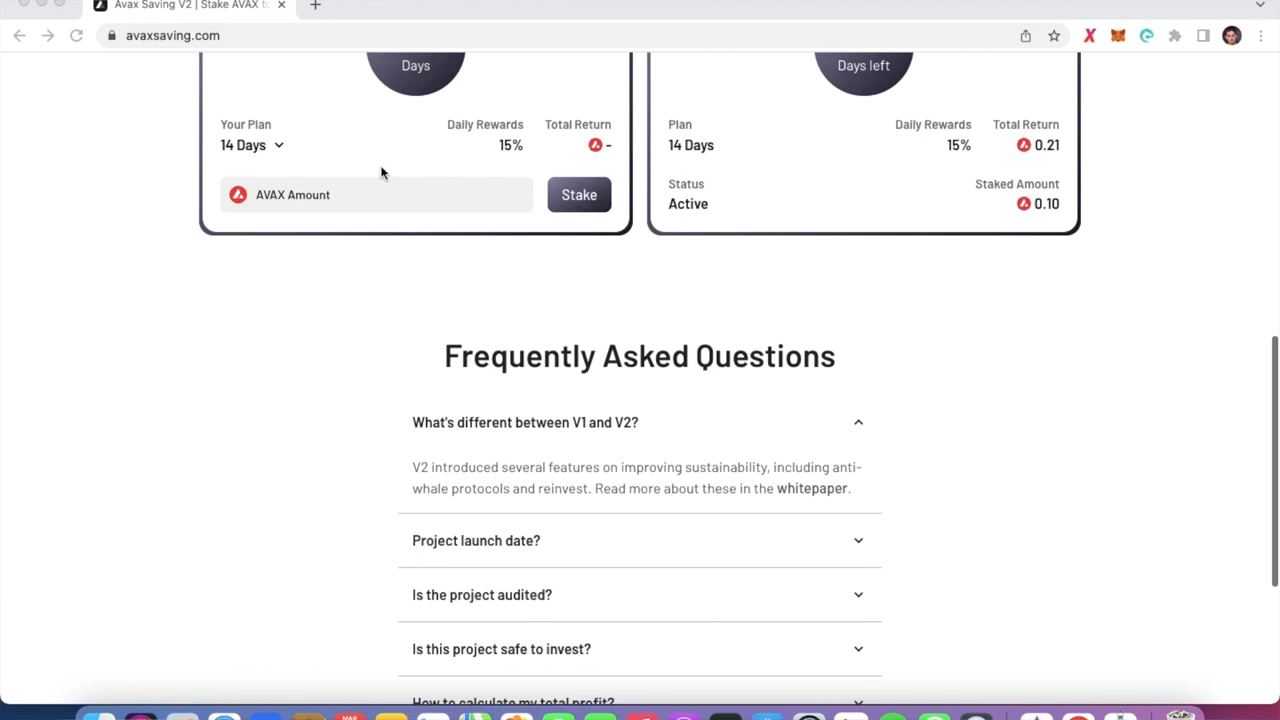 Avax Saving V2 | Stake AVAX to
avaxsaving.com
Days
Your Plan
Daily Rewards
Total Return
14 Days
15%
-
AVAX Amount
Stake
Days left
Plan
Daily Rewards
Total Return
14 Days
15%
0.21
Status
Staked Amount
Active
0.10
Frequently Asked Questions
What's different between V1 and V2?
V2 introduced several features on improving sustainability, including anti-
whale protocols and reinvest. Read more about these in the whitepaper.
Project launch date?
Is the project audited?
Is this project safe to invest?
How to calculate my total profit?
MAR